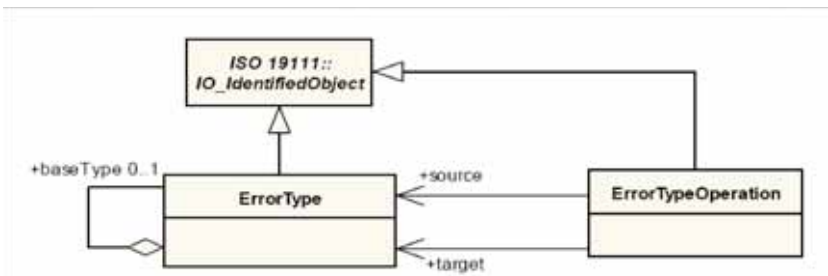 ISO 19111::
IO_IdentifiedObject
+baseType 0..1
ErrorType
+source
+target
ErrorTypeOperation